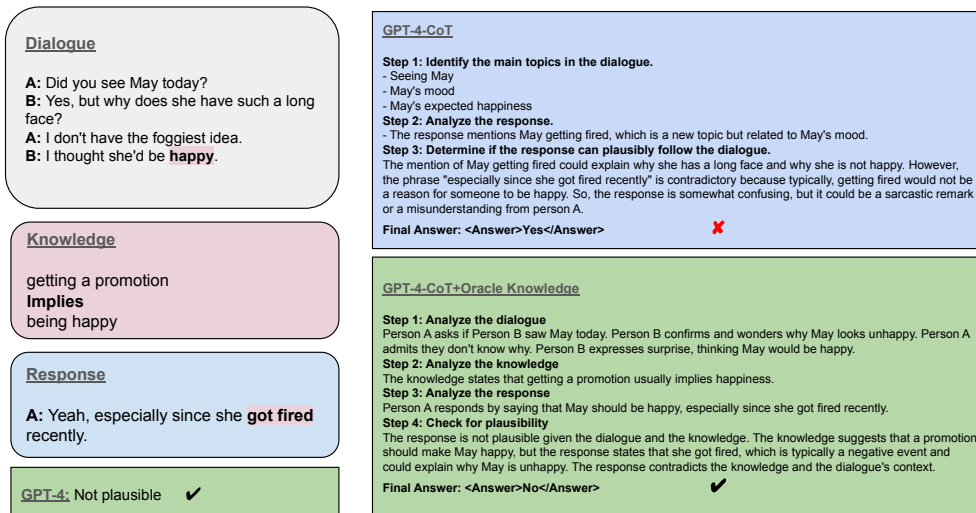 Dialogue
A: Did you see May today?
B: Yes, but why does she have such a long
face?
A: I don't have the foggiest idea.
B: I thought she'd be happy.
Knowledge
getting a promotion
Implies
being happy
Response
A: Yeah, especially since she got fired
recently.
GPT-4: Not plausible ✔
GPT-4-CoT
Step 1: Identify the main topics in the dialogue.
- Seeing May
- May's mood
- May's expected happiness
Step 2: Analyze the response.
- The response mentions May getting fired, which is a new topic but related to May's mood.
Step 3: Determine if the response can plausibly follow the dialogue.
The mention of May getting fired could explain why she has a long face and why she is not happy. However,
the phrase "especially since she got fired recently" is contradictory because typically, getting fired would not be
a reason for someone to be happy. So, the response is somewhat confusing, but it could be a sarcastic remark
or a misunderstanding from person A.
Final Answer: <Answer>Yes</Answer> ✘
GPT-4-CoT+Oracle Knowledge
Step 1: Analyze the dialogue
Person A asks if Person B saw May today. Person B confirms and wonders why May looks unhappy. Person A
admits they don't know why. Person B expresses surprise, thinking May would be happy.
Step 2: Analyze the knowledge
The knowledge states that getting a promotion usually implies happiness.
Step 3: Analyze the response
Person A responds by saying that May should be happy, especially since she got fired recently.
Step 4: Check for plausibility
The response is not plausible given the dialogue and the knowledge. The knowledge suggests that a promotion
should make May happy, but the response states that she got fired, which is typically a negative event and
could explain why May is unhappy. The response contradicts the knowledge and the dialogue's context.
Final Answer: <Answer>No</Answer> ✔